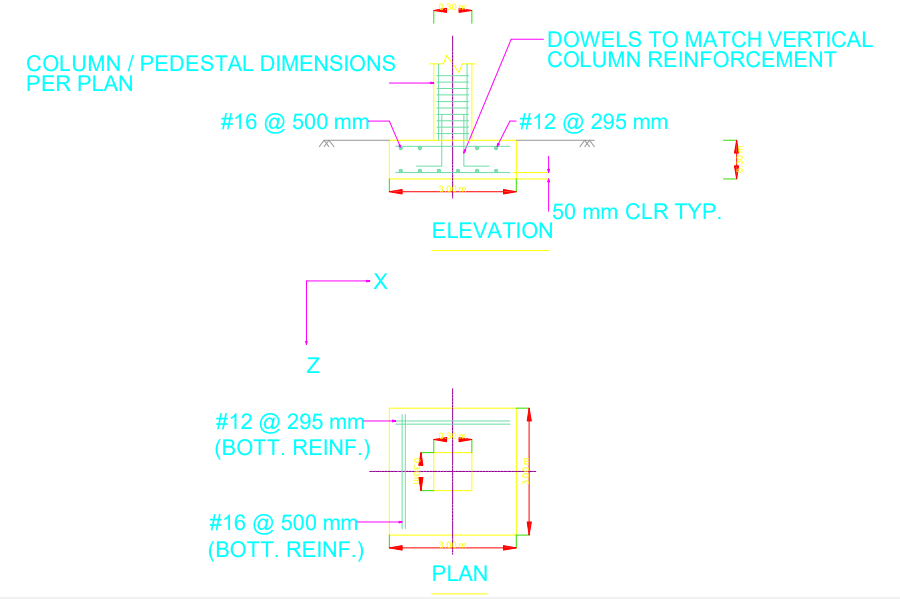 COLUMN / PEDESTAL DIMENSIONS
PER PLAN
DOWELS TO MATCH VERTICAL
COLUMN REINFORCEMENT
#16 @ 500 mm
#12 @ 295 mm
50 mm CLR TYP.
ELEVATION
X
Z
#12 @ 295 mm
(BOTT. REINF.)
#16 @ 500 mm
(BOTT. REINF.)
PLAN